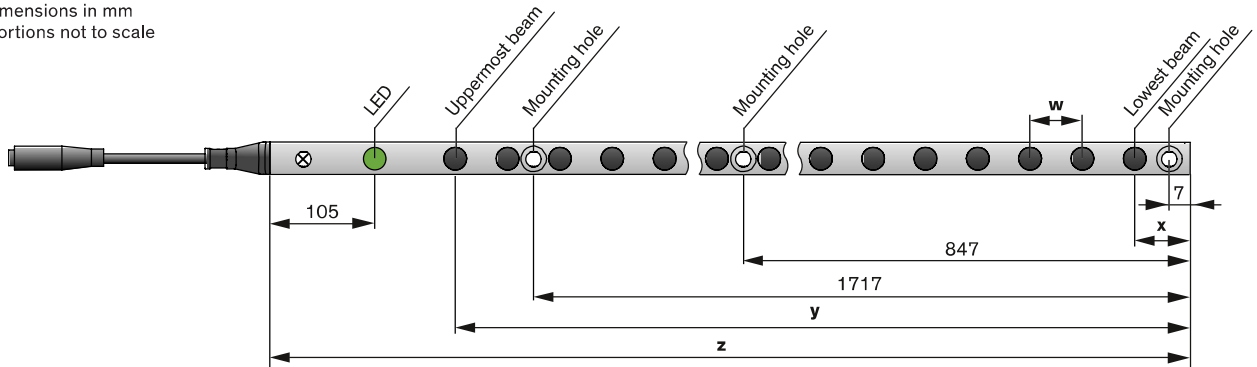 mensions in mm
ortions not to scale
LED
Uppermost beam
Mounting hole
Mounting hole
w
Lowest beam
Mounting hole
105
7
x
847
1717
y
z